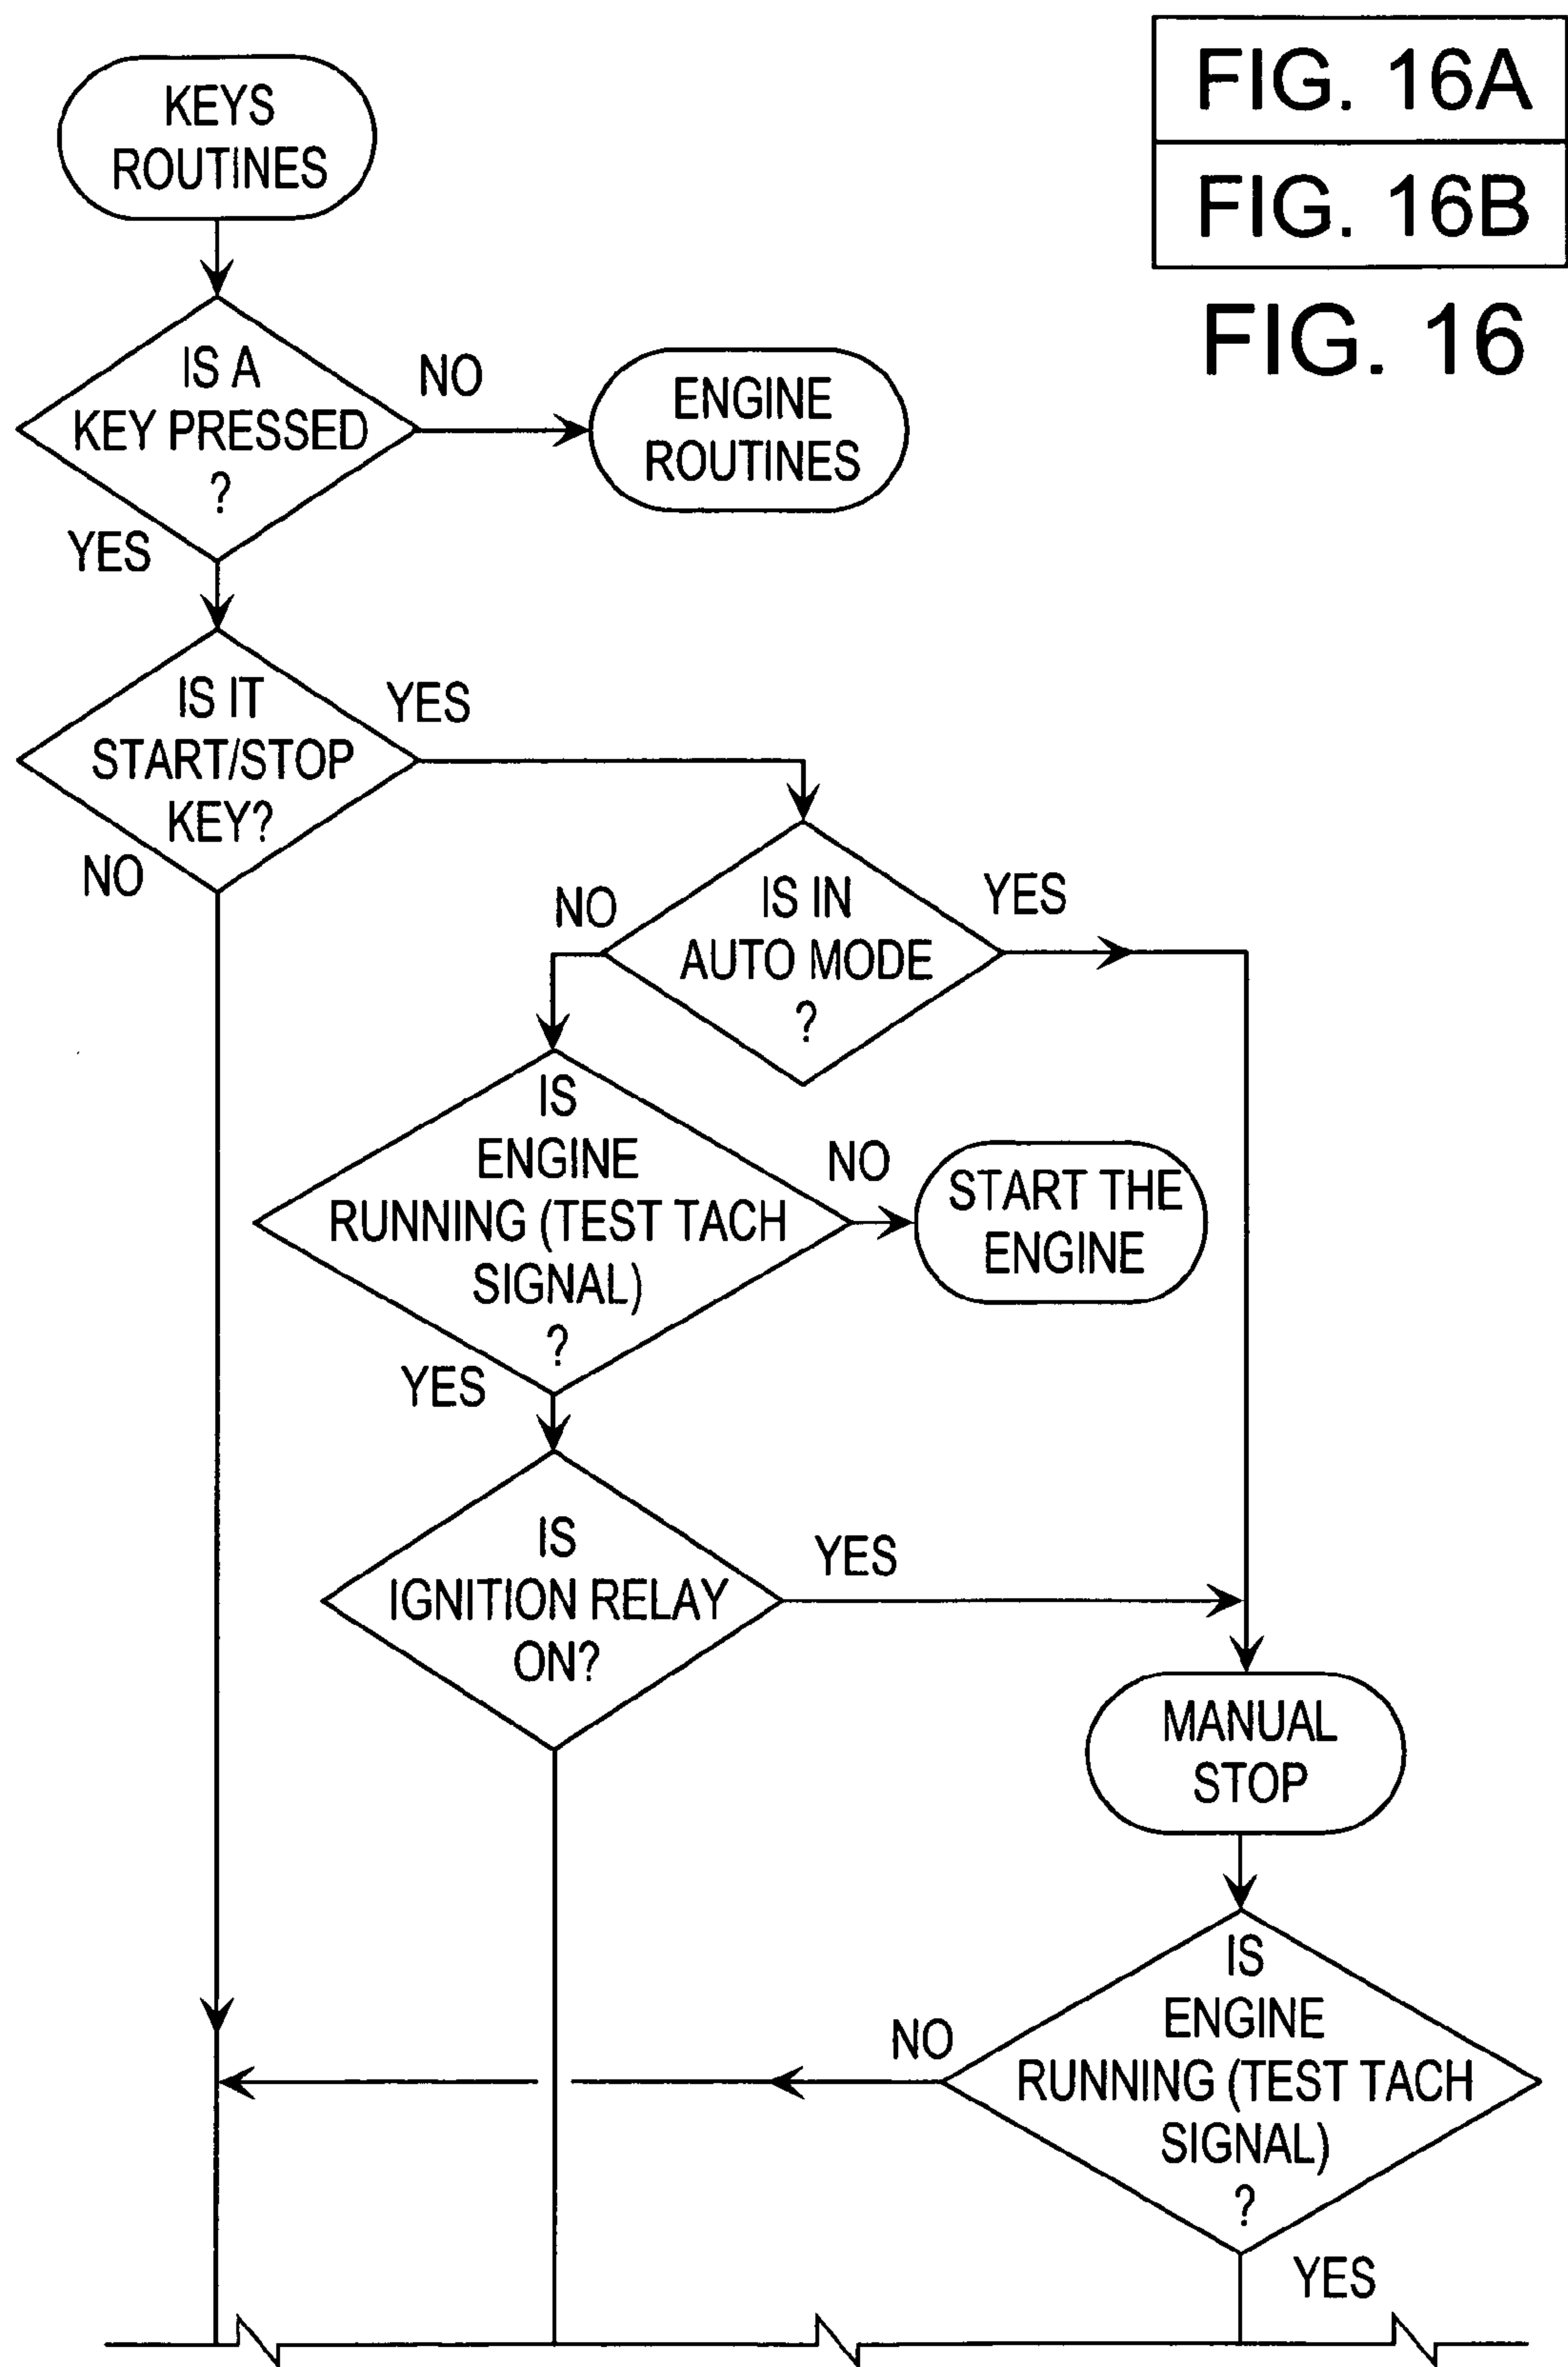 FIG. 16A
FIG. 16B
FIG. 16
KEYS
ROUTINES
IS A
KEY PRESSED
?
NO
YES
ENGINE
ROUTINES
IS IT
START/STOP
KEY?
YES
NO
IS IN
AUTO MODE
?
NO
YES
IS
ENGINE
RUNNING (TEST TACH
SIGNAL)
?
NO
YES
START THE
ENGINE
IS
IGNITION RELAY
ON?
YES
MANUAL
STOP
IS
ENGINE
RUNNING (TEST TACH
SIGNAL)
?
NO
YES